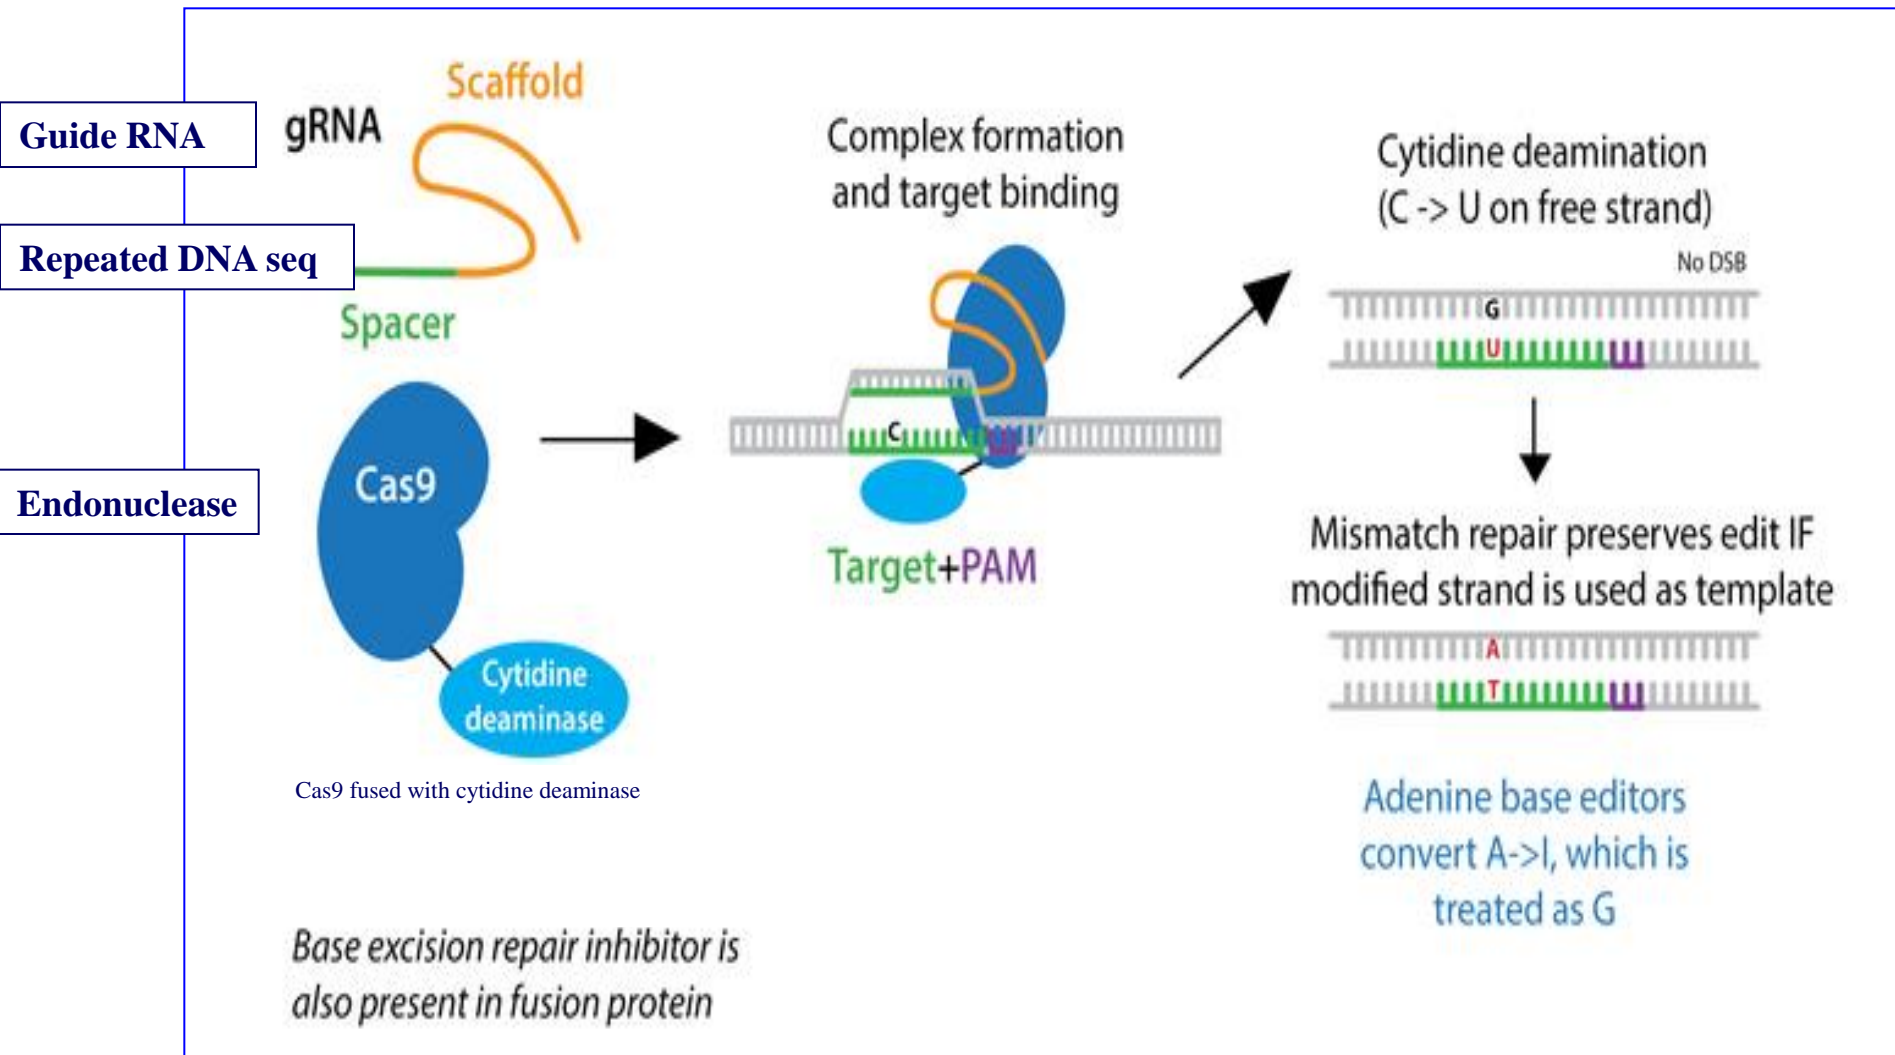 Guide RNA
gRNA
Scaffold
Repeated DNA seq
Spacer
Endonuclease
Cas9
Cytidine
deaminase
Cas9 fused with cytidine deaminase
Base excision repair inhibitor is
also present in fusion protein
Complex formation
and target binding
C
Target+PAM
Cytidine deamination
(C -> U on free strand)
No DSB
G
U
Mismatch repair preserves edit IF
modified strand is used as template
A
T
Adenine base editors
convert A->I, which is
treated as G